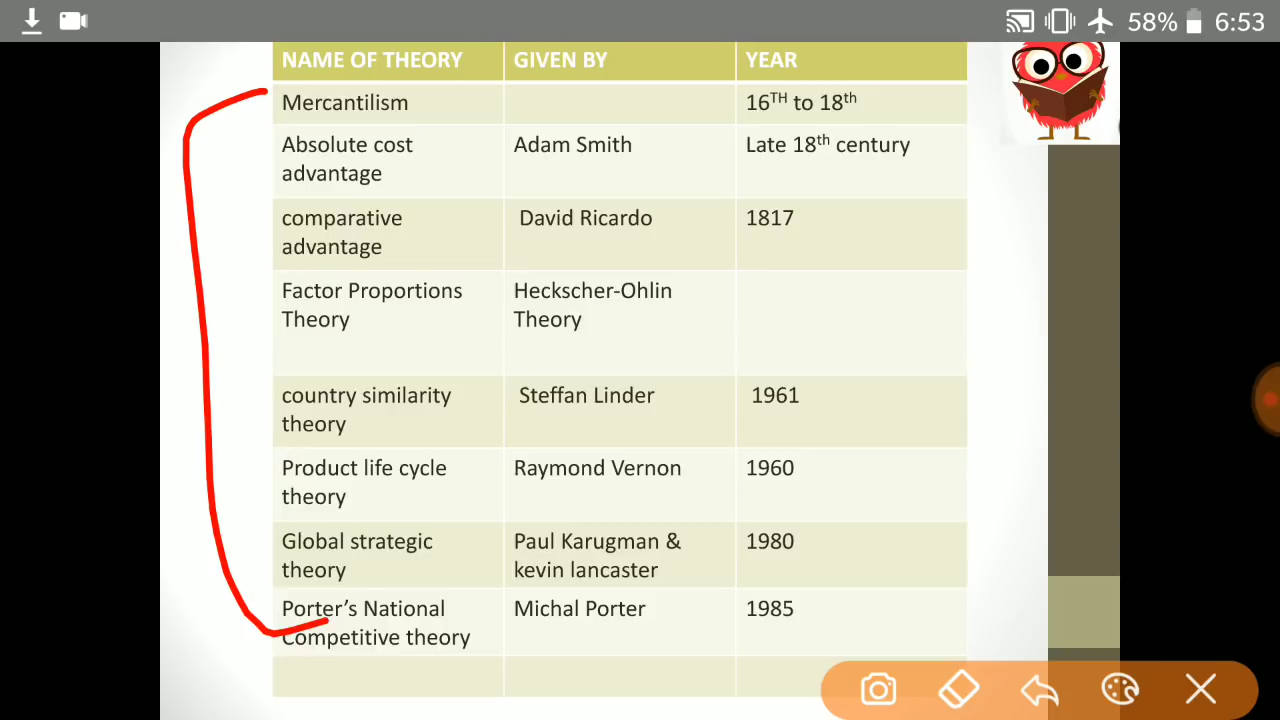 58% 6:53
NAME OF THEORY GIVEN BY YEAR
Mercantilism 16TH to 18th
Absolute cost Adam Smith Late 18th century
advantage
comparative David Ricardo 1817
advantage
Factor Proportions Heckscher-Ohlin
Theory Theory
country similarity Steffan Linder 1961
theory
Product life cycle Raymond Vernon 1960
theory
Global strategic Paul Karugman & 1980
theory kevin lancaster
Porter's National Michal Porter 1985
Competitive theory